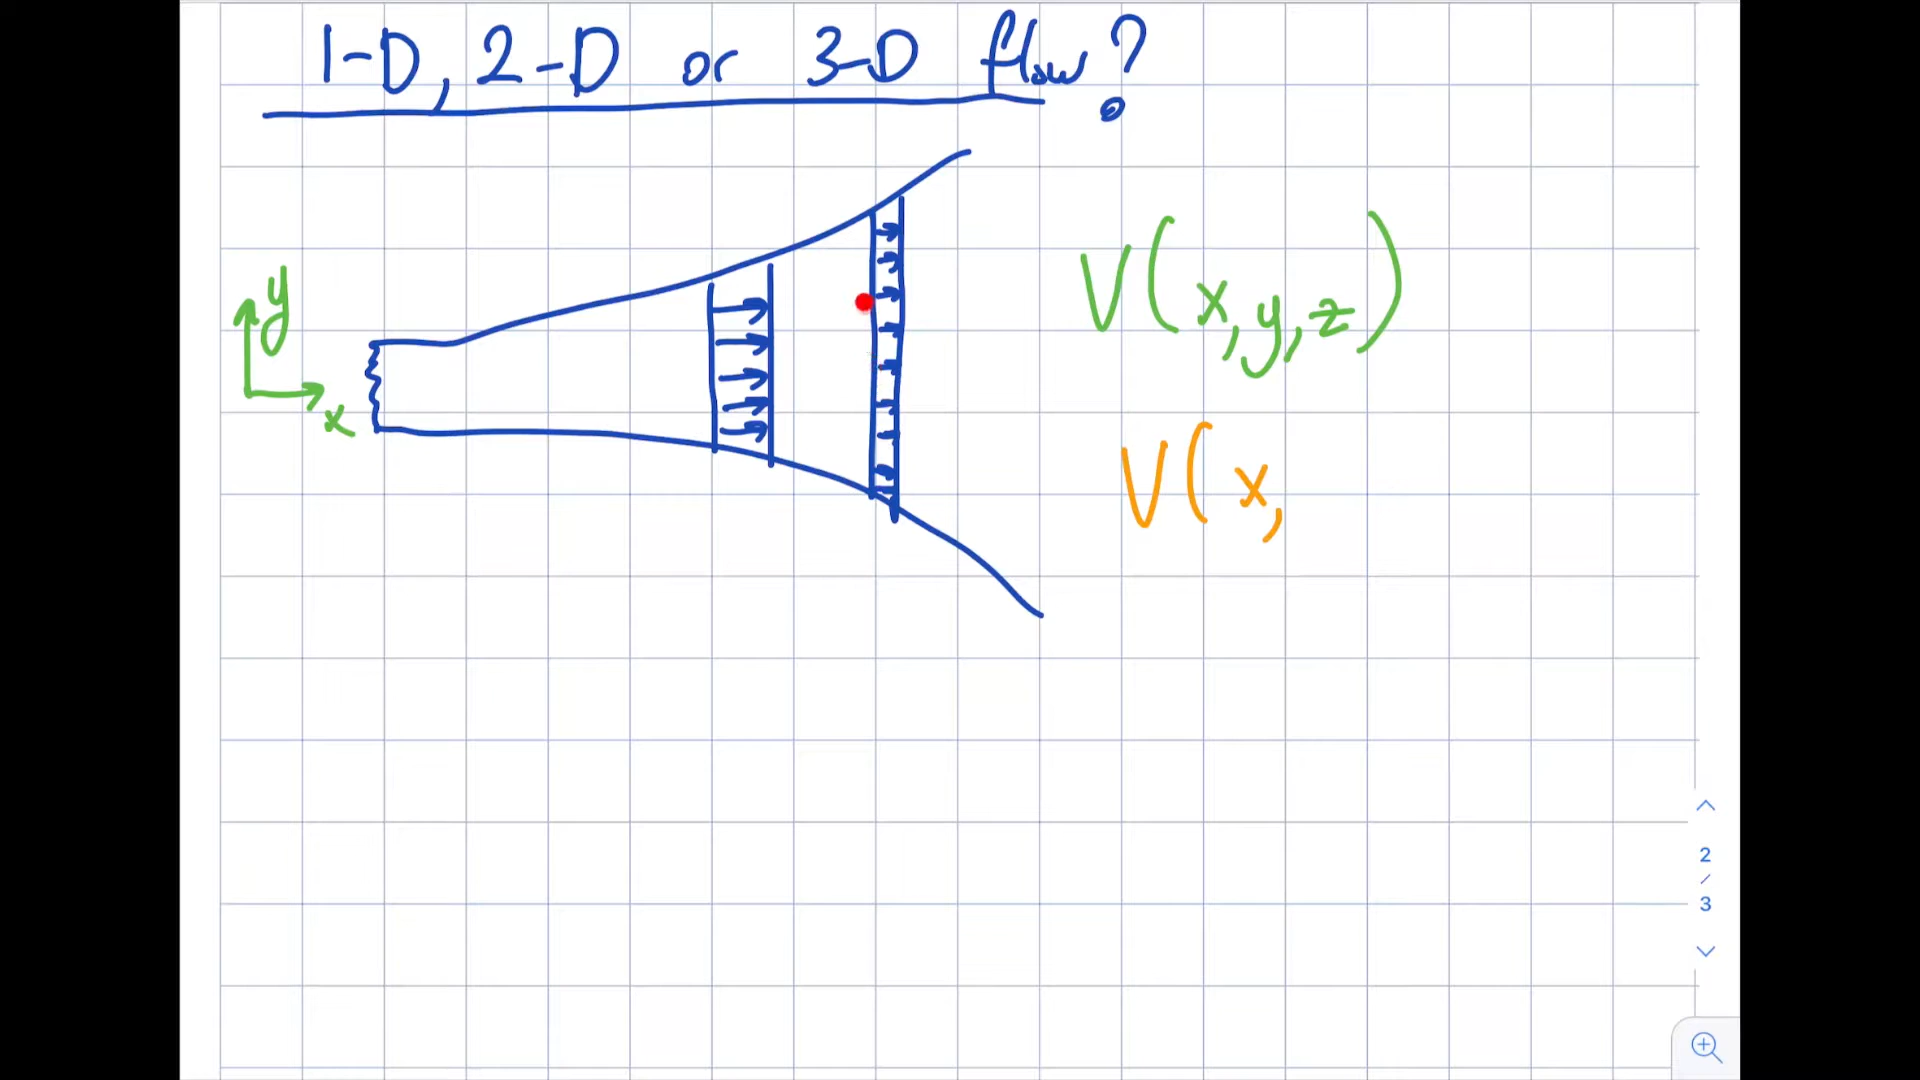 1-D, 2-D or 3-D flow?
y
x
V(x,y,z)
V(x,
2
/
3